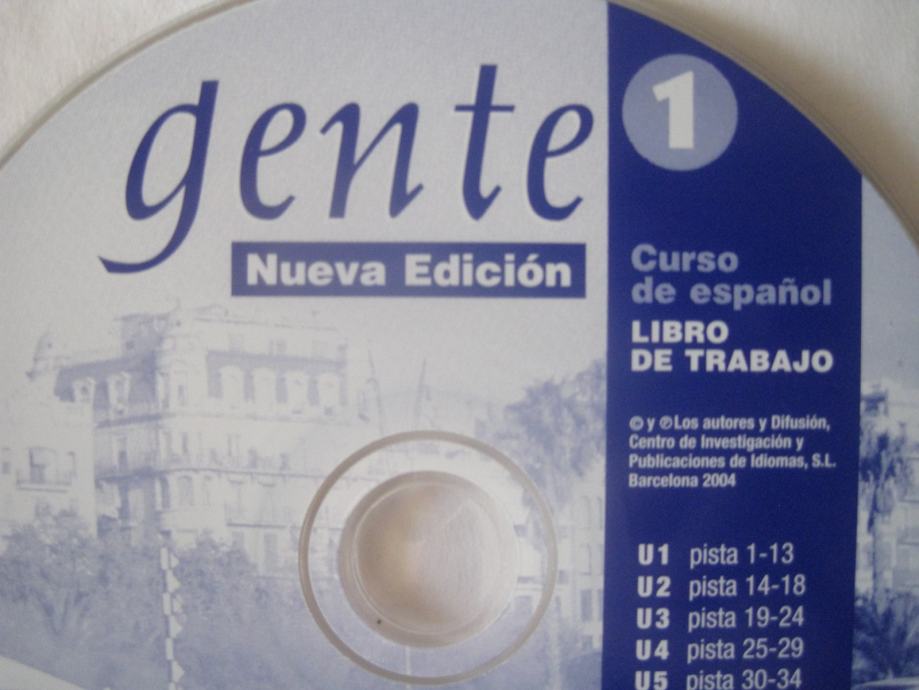 gente
Nueva Edición
1
Curso
de español
LIBRO
DE TRABAJO
© y ℗ Los autores y Difusión,
Centro de Investigación y
Publicaciones de Idiomas, S.L.
Barcelona 2004
U1 pista 1-13
U2 pista 14-18
U3 pista 19-24
U4 pista 25-29
U5 pista 30-34